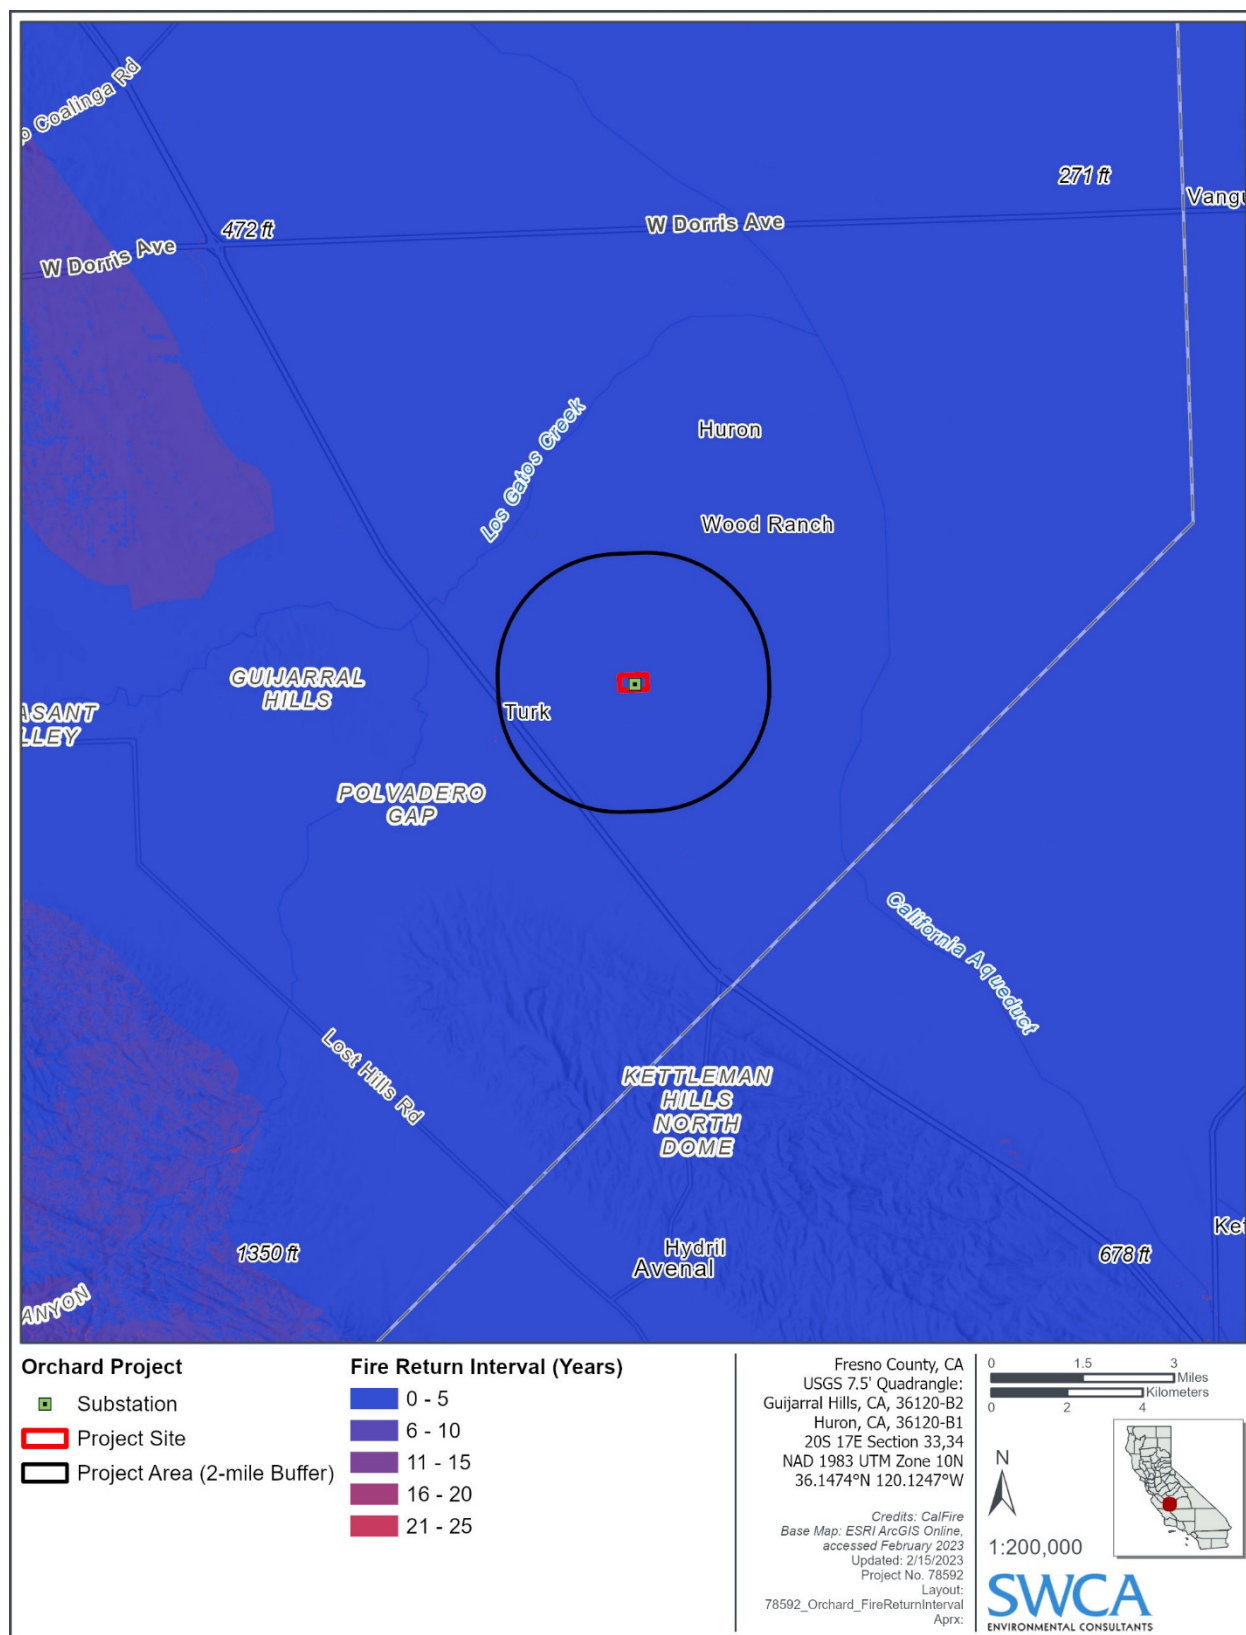 o Coalinga Rd
271 ft
Vangu
472 ft
W Dorris Ave
W Dorris Ave
Los Gatos Creek
Huron
Wood Ranch
GUIJARRAL
HILLS
ASANT
LLEY
Turk
POLVADERO
GAP
California Aqueduct
Lost Hills Rd
KETTLEMAN
HILLS
NORTH
DOME
Ket
1350 ft
Hydril
Avenal
678 ft
ANYON
Orchard Project
Substation
Project Site
Project Area (2-mile Buffer)
Fire Return Interval (Years)
0 - 5
6 - 10
11 - 15
16 - 20
21 - 25
Fresno County, CA
USGS 7.5' Quadrangle:
Guijarral Hills, CA, 36120-B2
Huron, CA, 36120-B1
20S 17E Section 33,34
NAD 1983 UTM Zone 10N
36.1474°N 120.1247°W
Credits: CalFire
Base Map: ESRI ArcGIS Online,
accessed February 2023
Updated: 2/15/2023
Project No. 78592
Layout:
78592_Orchard_FireReturnInterval
Aprx:
0 1.5 3
Miles
Kilometers
0 2 4
N
1:200,000
SWCA
ENVIRONMENTAL CONSULTANTS